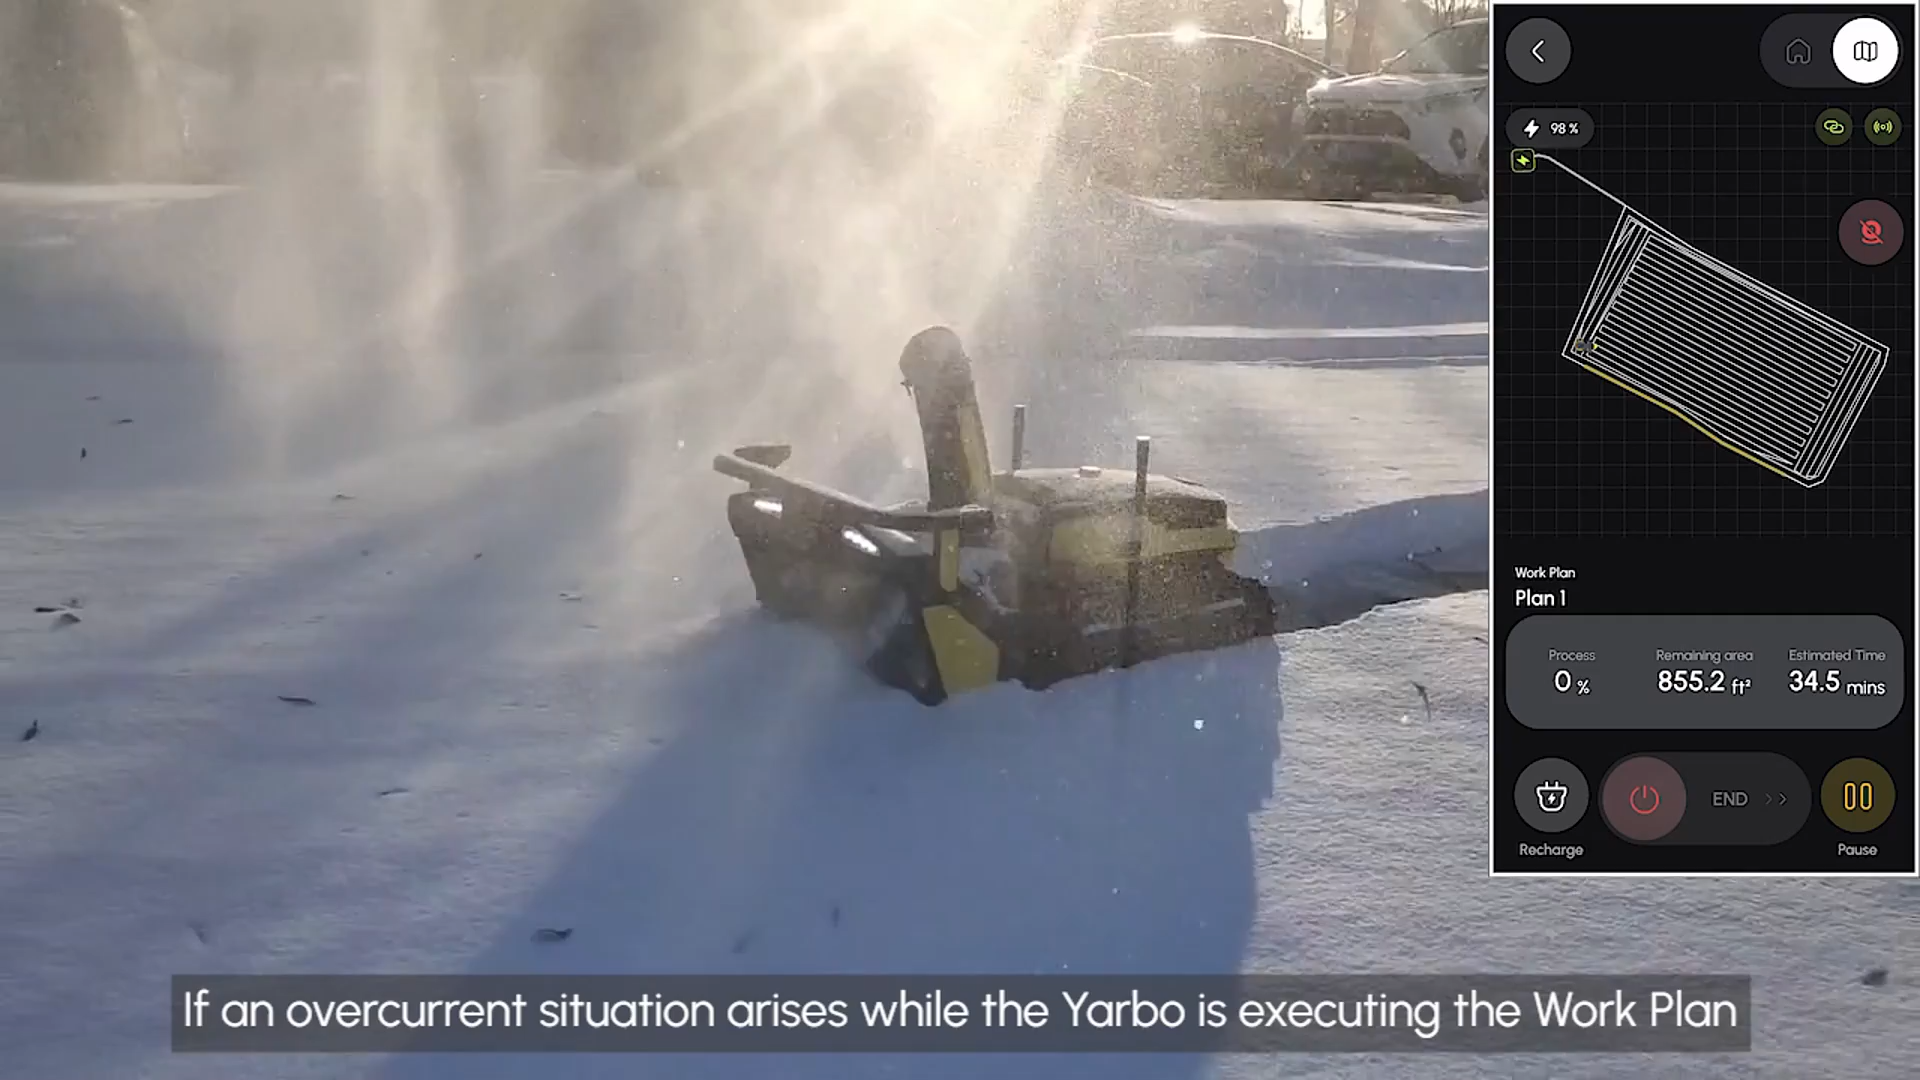 98 %
Work Plan
Plan 1
Process
Remaining area
Estimated Time
0 %
855.2 ft²
34.5 mins
END
Recharge
Pause
If an overcurrent situation arises while the Yarbo is executing the Work Plan